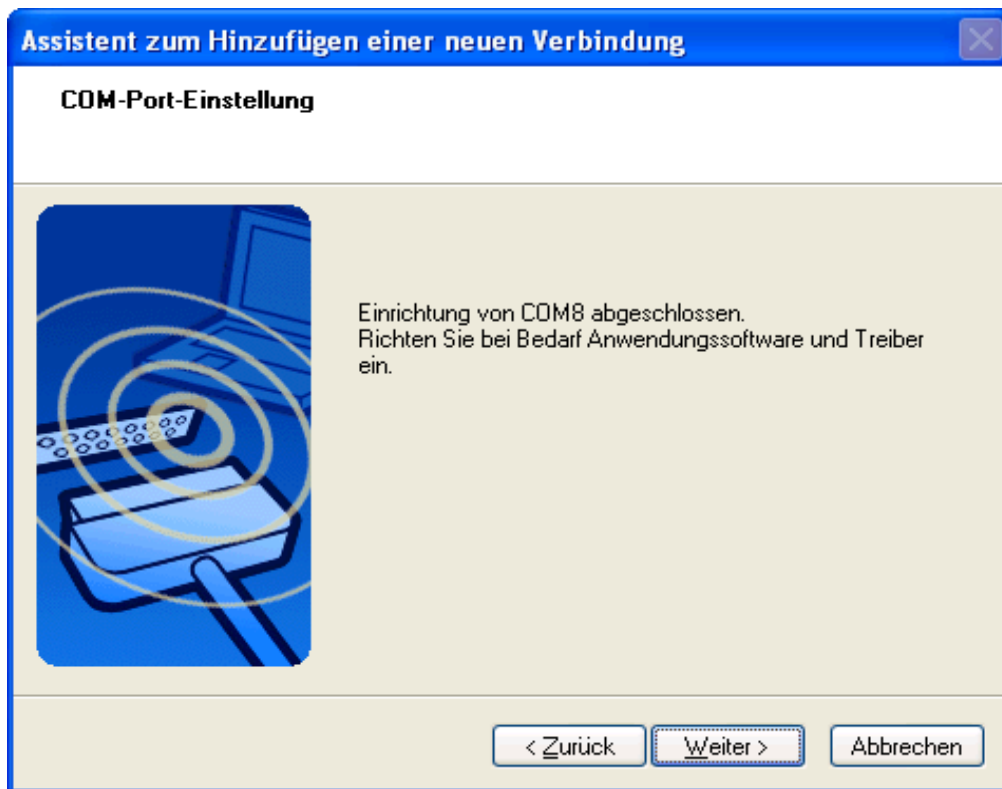 Assistent zum Hinzufügen einer neuen Verbindung
COM-Port-Einstellung
Einrichtung von COM8 abgeschlossen.
Richten Sie bei Bedarf Anwendungssoftware und Treiber
ein.
< Zurück
Weiter >
Abbrechen